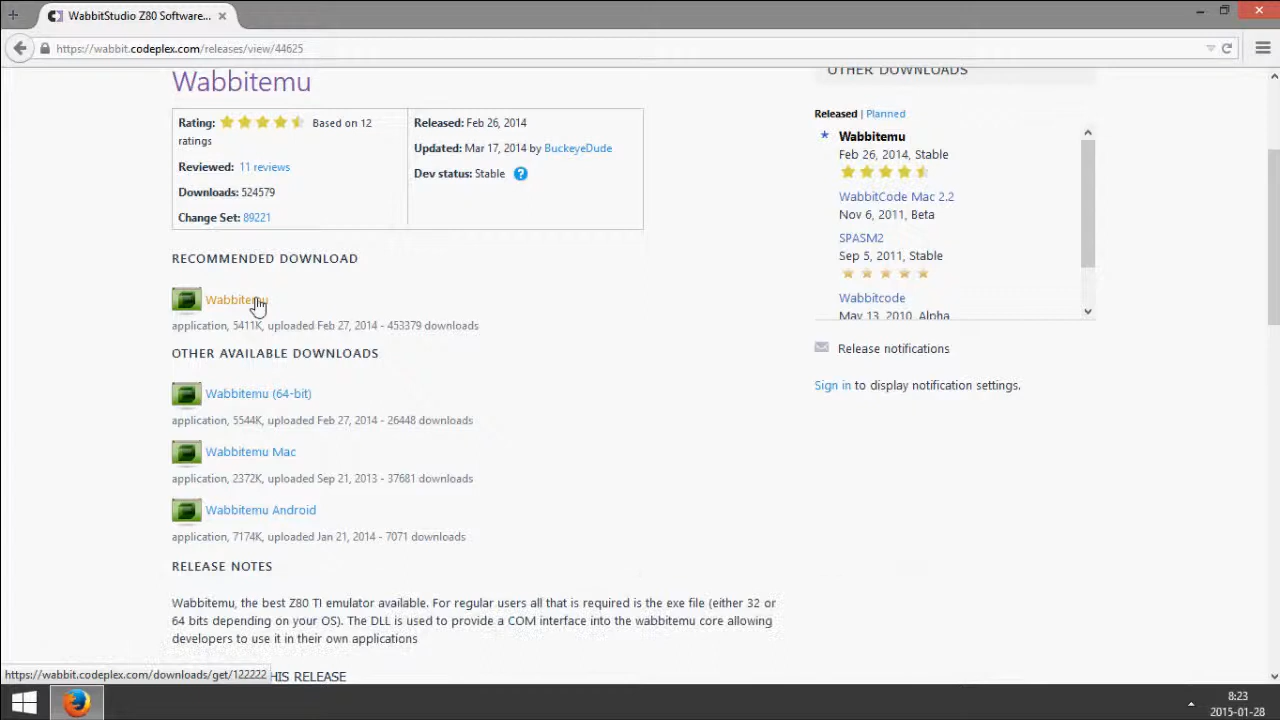 WabbitStudio Z80 Software...
https://wabbit.codeplex.com/releases/view/44625
Wabbitemu
Rating: Based on 12
ratings
Reviewed: 11 reviews
Downloads: 524579
Change Set: 89221
Released: Feb 26, 2014
Updated: Mar 17, 2014 by BuckeyeDude
Dev status: Stable ?
RECOMMENDED DOWNLOAD
Wabbitemu
application, 5411K, uploaded Feb 27, 2014 - 453379 downloads
OTHER AVAILABLE DOWNLOADS
Wabbitemu (64-bit)
application, 5544K, uploaded Feb 27, 2014 - 26448 downloads
Wabbitemu Mac
application, 2372K, uploaded Sep 21, 2013 - 37681 downloads
Wabbitemu Android
application, 7174K, uploaded Jan 21, 2014 - 7071 downloads
RELEASE NOTES
Wabbitemu, the best Z80 TI emulator available. For regular users all that is required is the exe file (either 32 or
64 bits depending on your OS). The DLL is used to provide a COM interface into the wabbitemu core allowing
developers to use it in their own applications
HIS RELEASE
OTHER DOWNLOADS
Released | Planned
Wabbitemu
Feb 26, 2014, Stable
WabbitCode Mac 2.2
Nov 6, 2011, Beta
SPASM2
Sep 5, 2011, Stable
Wabbitcode
May 13, 2010, Alpha
Release notifications
Sign in to display notification settings.
https://wabbit.codeplex.com/downloads/get/122222
8:23
2015-01-28